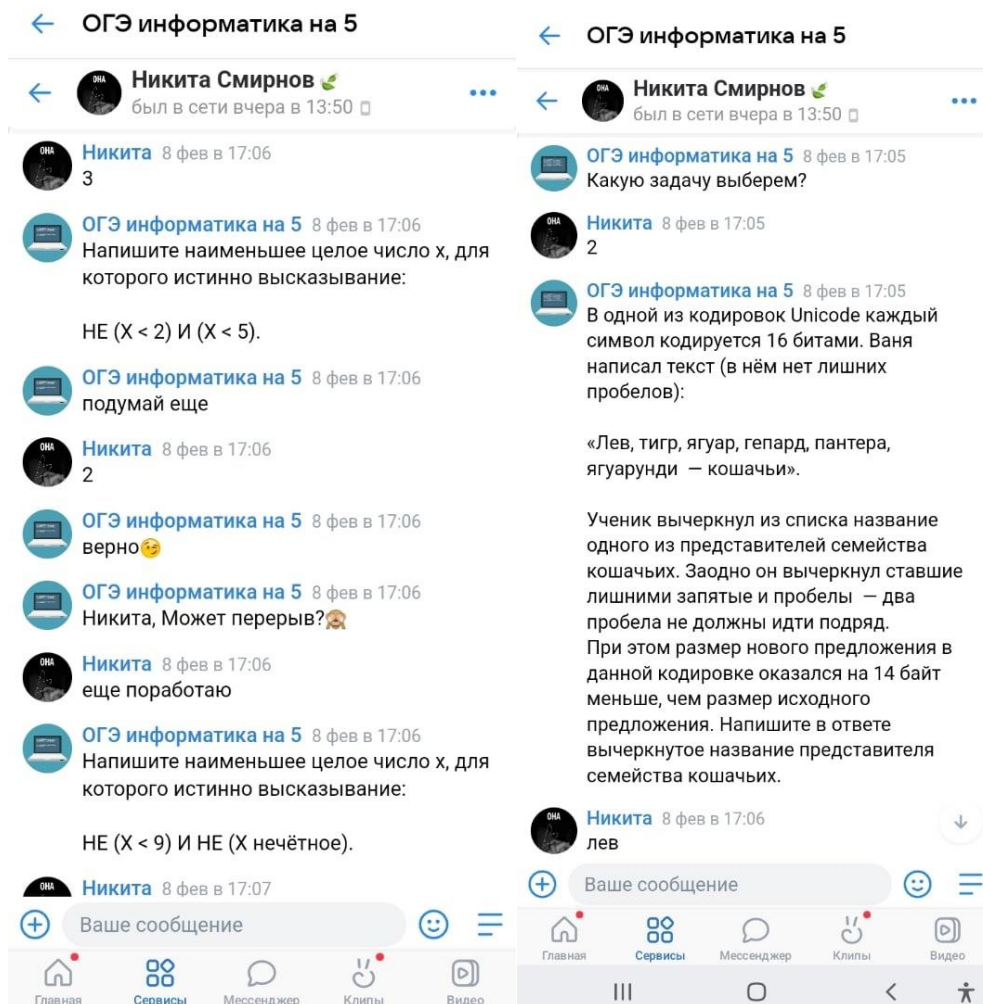 ОГЭ информатика на 5
Никита Смирнов
был в сети вчера в 13:50
Никита 8 фев в 17:06
3
ОГЭ информатика на 5 8 фев в 17:06
Напишите наименьшее целое число x, для
которого истинно высказывание:
НЕ (X < 2) И (X < 5).
ОГЭ информатика на 5 8 фев в 17:06
подумай еще
Никита 8 фев в 17:06
2
ОГЭ информатика на 5 8 фев в 17:06
верно😏
ОГЭ информатика на 5 8 фев в 17:06
Никита, Может перерыв?🙈
Никита 8 фев в 17:06
еще поработаю
ОГЭ информатика на 5 8 фев в 17:06
Напишите наименьшее целое число x, для
которого истинно высказывание:
НЕ (X < 9) И НЕ (X нечётное).
Никита 8 фев в 17:07
Ваше сообщение
Главная Сервисы Мессенджер Клипы Видео
ОГЭ информатика на 5
Никита Смирнов
был в сети вчера в 13:50
ОГЭ информатика на 5 8 фев в 17:05
Какую задачу выберем?
Никита 8 фев в 17:05
2
ОГЭ информатика на 5 8 фев в 17:05
В одной из кодировок Unicode каждый
символ кодируется 16 битами. Ваня
написал текст (в нём нет лишних
пробелов):
«Лев, тигр, ягуар, гепард, пантера,
ягуарунди — кошачьи».
Ученик вычеркнул из списка название
одного из представителей семейства
кошачьих. Заодно он вычеркнул ставшие
лишними запятые и пробелы — два
пробела не должны идти подряд.
При этом размер нового предложения в
данной кодировке оказался на 14 байт
меньше, чем размер исходного
предложения. Напишите в ответе
вычеркнутое название представителя
семейства кошачьих.
Никита 8 фев в 17:06
лев
Ваше сообщение
Главная Сервисы Мессенджер Клипы Видео
ОНА
ОНА
ОНА
ОНА
ОНА
ОНА
ОНА
ОНА